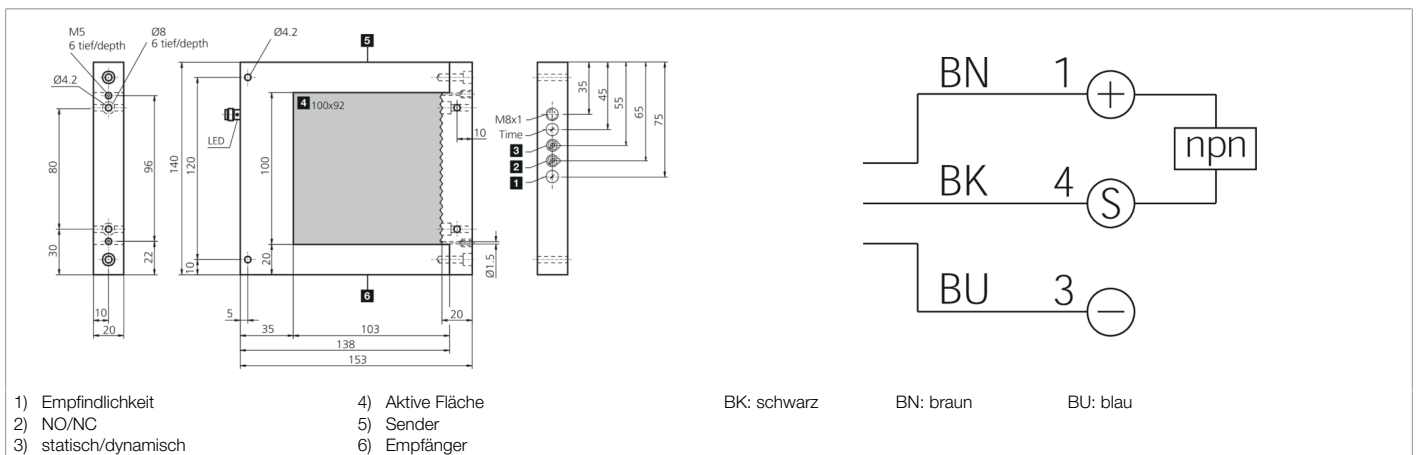 M5
6 tief/depth
Ø8
6 tief/depth
Ø4.2
80
30
96
22
10
20
Ø4.2
5
4 100x92
LED
140
120
100
10
20
10
Ø1.5
6
5
35
103
20
138
153
35
45
55
65
75
M8x1
Time
3
2
1
BN 1 +
npn
BK 4 S
BU 3 −
1) Empfindlichkeit
2) NO/NC
3) statisch/dynamisch
4) Aktive Fläche
5) Sender
6) Empfänger
BK: schwarz BN: braun BU: blau